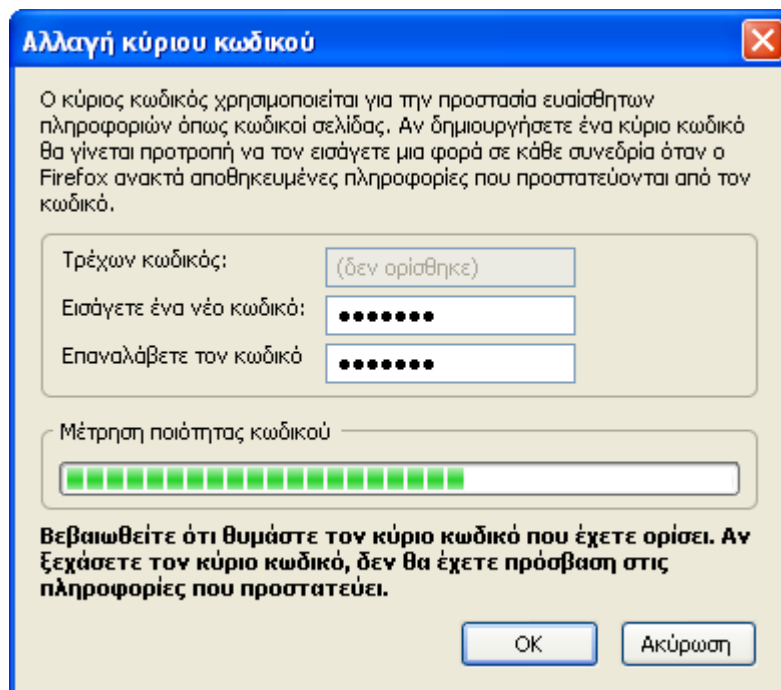 Αλλαγή κύριου κωδικού
Ο κύριος κωδικός χρησιμοποιείται για την προστασία ευαίσθητων
πληροφοριών όπως κωδικοί σελίδας. Αν δημιουργήσετε ένα κύριο κωδικό
θα γίνεται προτροπή να τον εισάγετε μια φορά σε κάθε συνεδρία όταν ο
Firefox ανακτά αποθηκευμένες πληροφορίες που προστατεύονται από τον
κωδικό.
Τρέχων κωδικός: (δεν ορίσθηκε)
Εισάγετε ένα νέο κωδικό: •••••••
Επαναλάβετε τον κωδικό •••••••
Μέτρηση ποιότητας κωδικού
Βεβαιωθείτε ότι θυμάστε τον κύριο κωδικό που έχετε ορίσει. Αν
ξεχάσετε τον κύριο κωδικό, δεν θα έχετε πρόσβαση στις
πληροφορίες που προστατεύει.
OK Ακύρωση